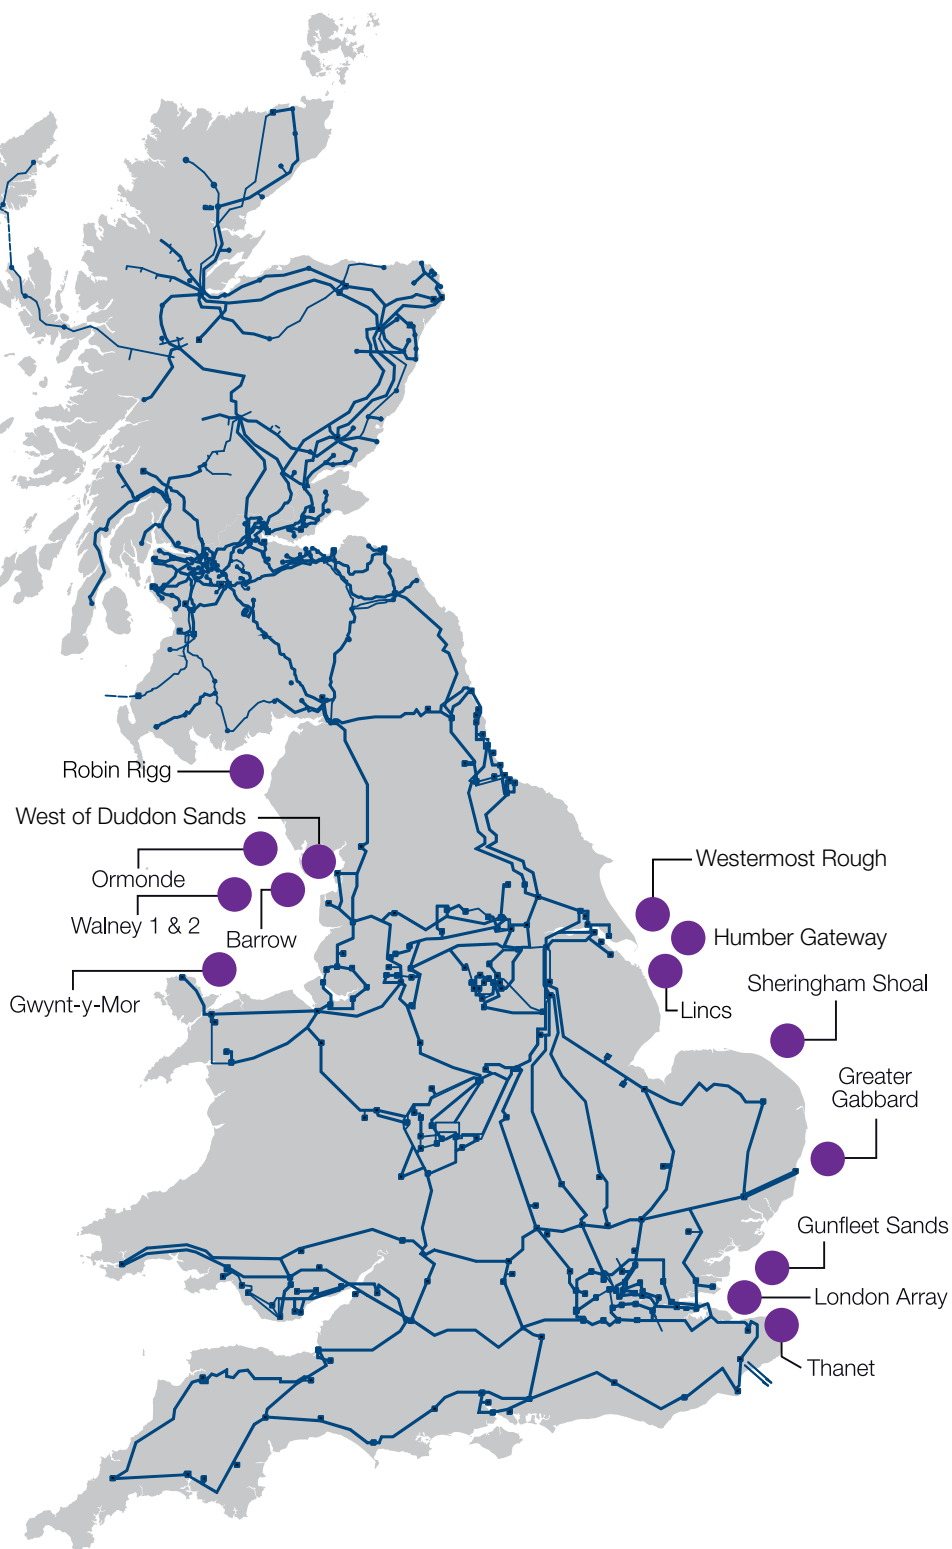 Robin Rigg
West of Duddon Sands
Ormonde
Walney 1 & 2
Barrow
Gwynt-y-Mor
Westermost Rough
Humber Gateway
Sheringham Shoal
Lincs
Greater
Gabbard
Gunfleet Sands
London Array
Thanet